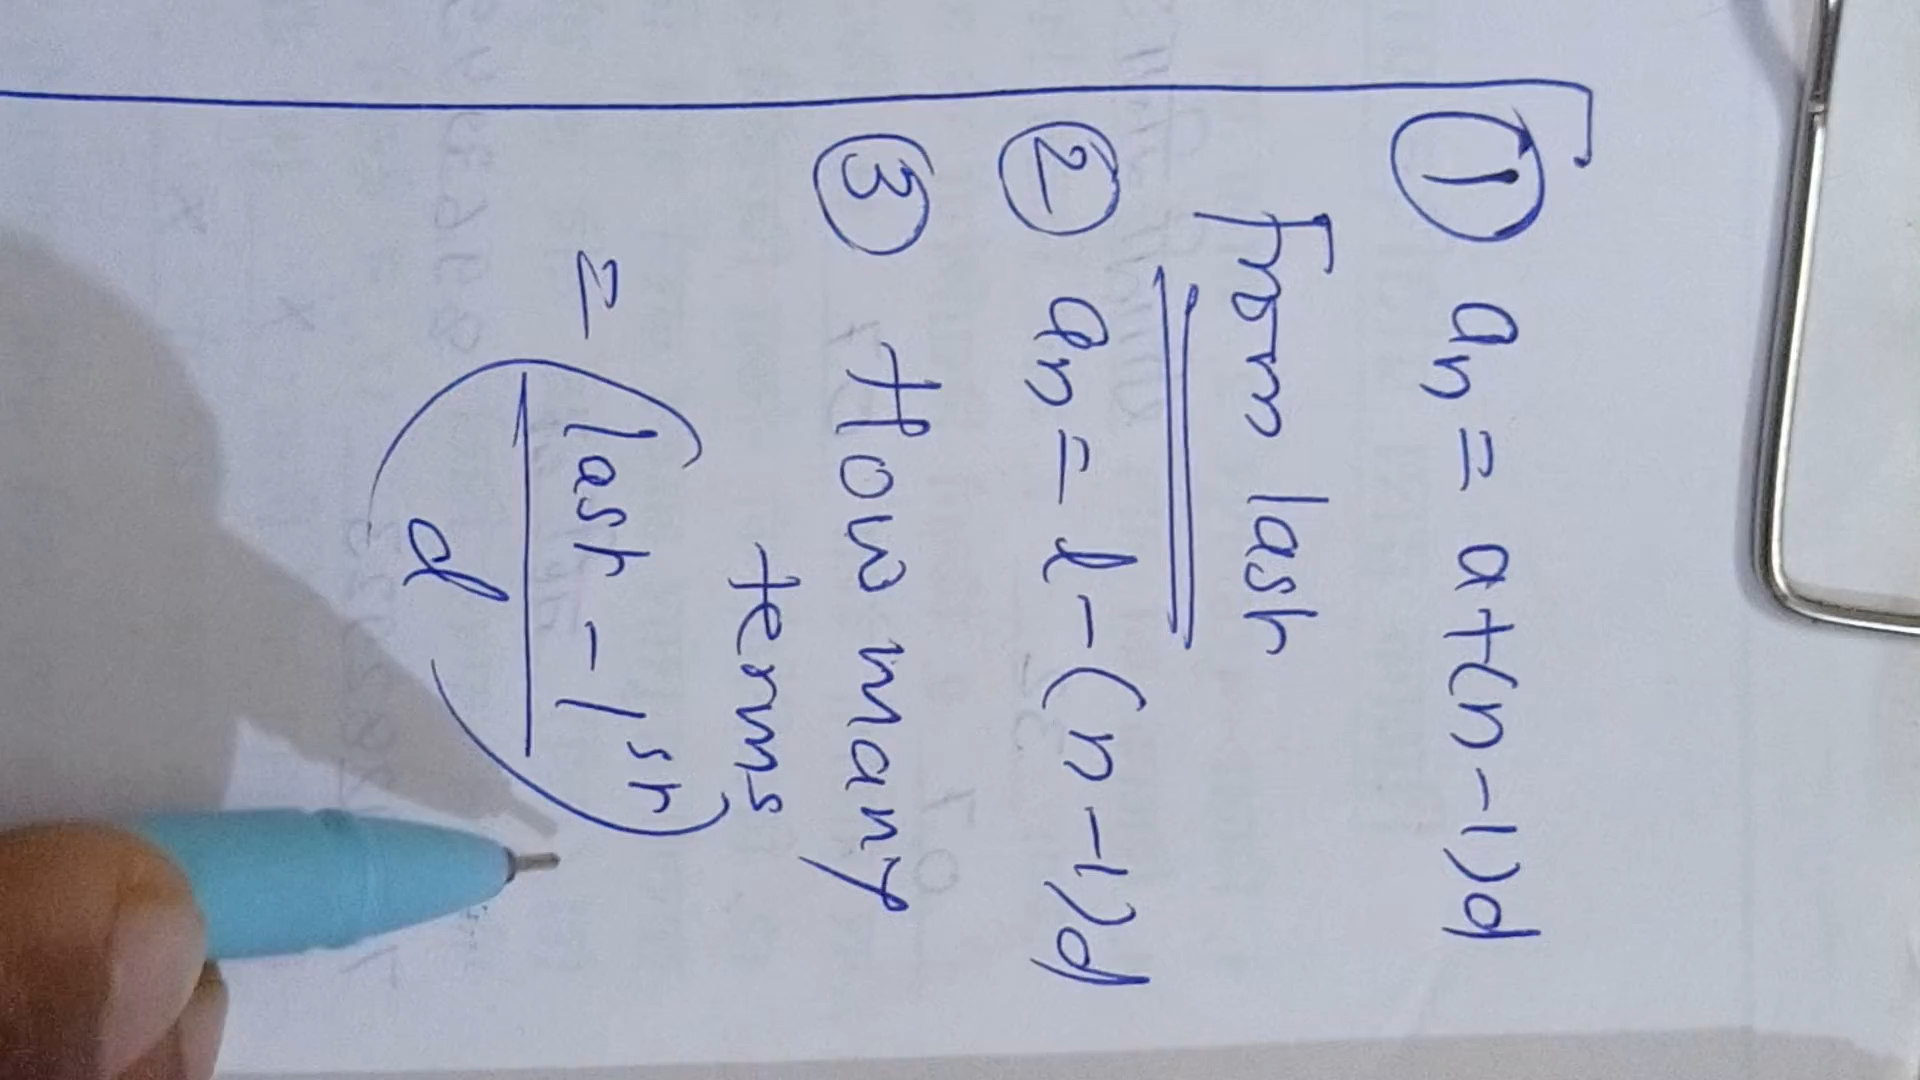 ① an = a+(n-1)d
From last
② an = l-(n-1)d
③ How many
terms
= (last - 1st
d)